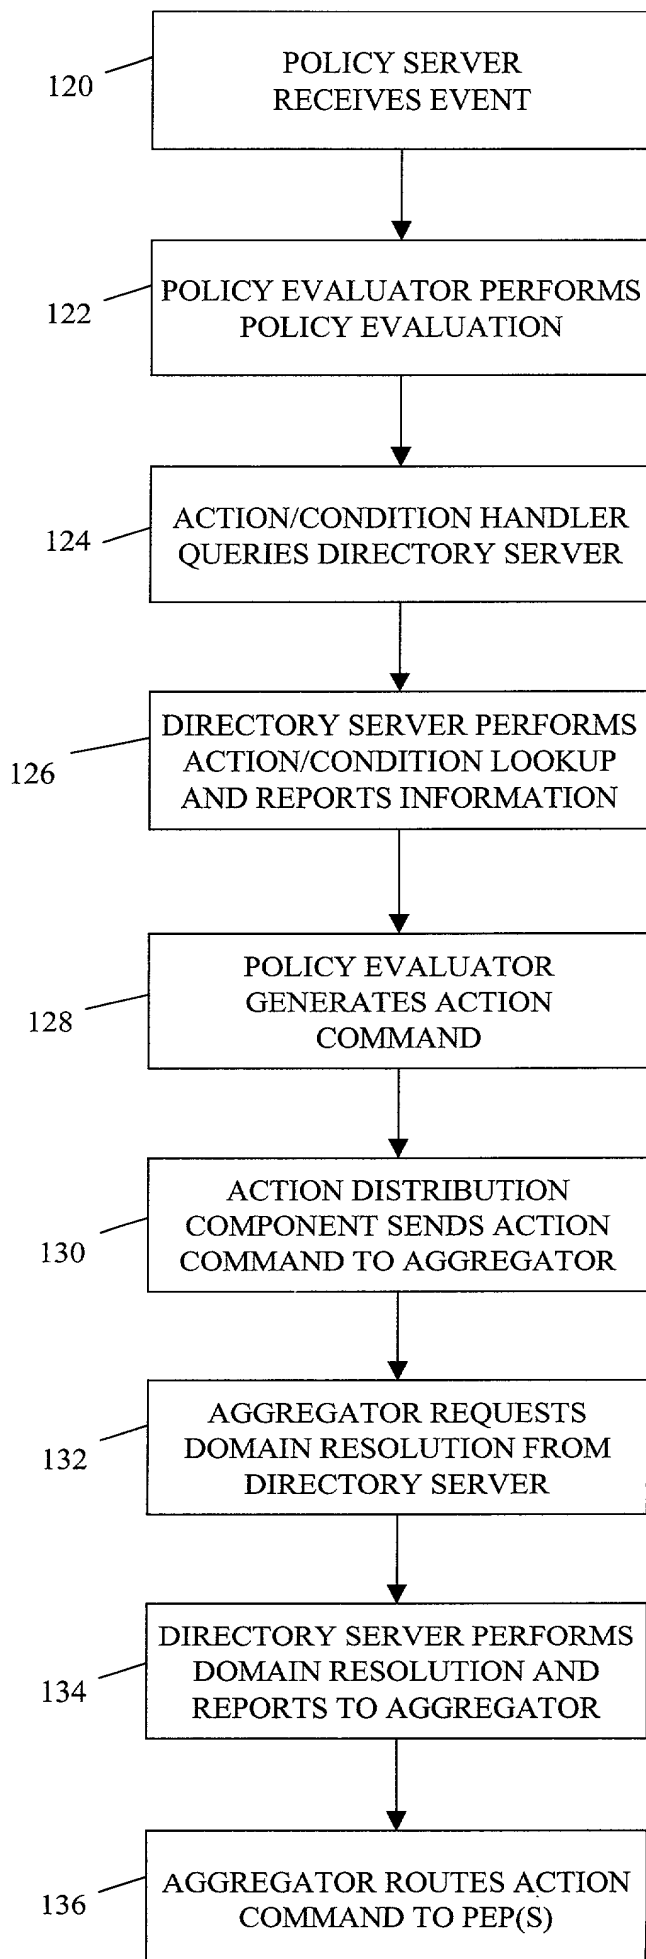 120
POLICY SERVER
RECEIVES EVENT
122
POLICY EVALUATOR PERFORMS
POLICY EVALUATION
124
ACTION/CONDITION HANDLER
QUERIES DIRECTORY SERVER
126
DIRECTORY SERVER PERFORMS
ACTION/CONDITION LOOKUP
AND REPORTS INFORMATION
128
POLICY EVALUATOR
GENERATES ACTION
COMMAND
130
ACTION DISTRIBUTION
COMPONENT SENDS ACTION
COMMAND TO AGGREGATOR
132
AGGREGATOR REQUESTS
DOMAIN RESOLUTION FROM
DIRECTORY SERVER
134
DIRECTORY SERVER PERFORMS
DOMAIN RESOLUTION AND
REPORTS TO AGGREGATOR
136
AGGREGATOR ROUTES ACTION
COMMAND TO PEP(S)